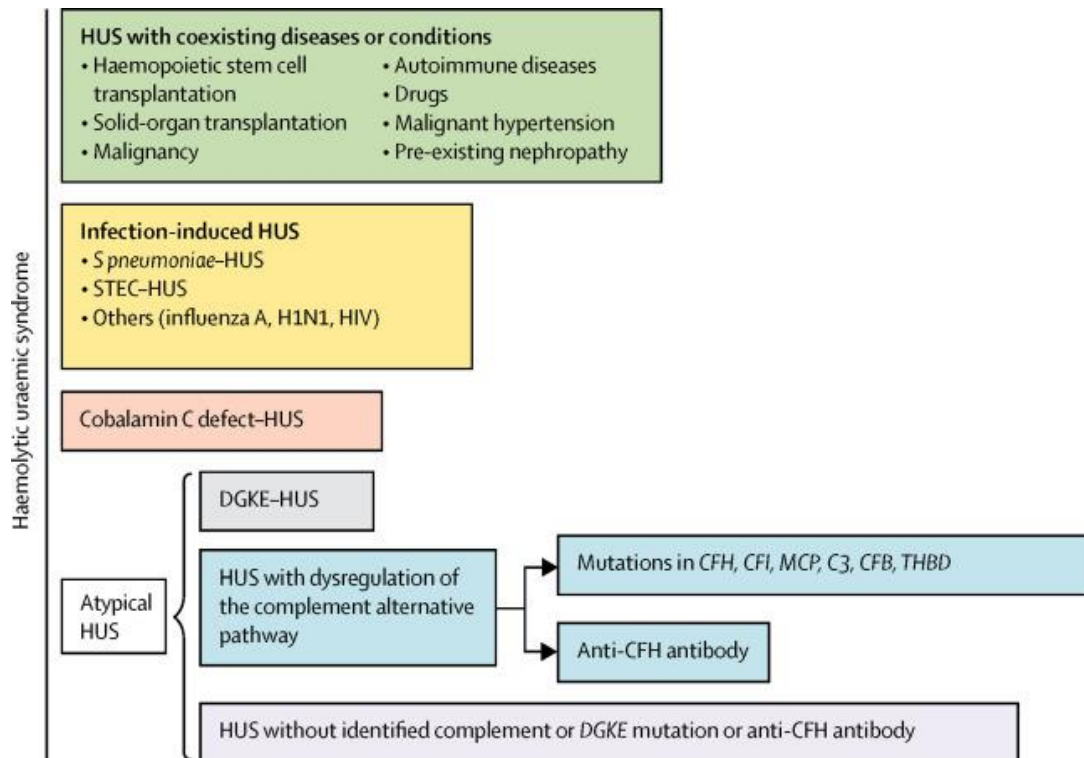 Haemolytic uraemic syndrome
HUS with coexisting diseases or conditions
• Haemopoietic stem cell
transplantation
• Solid-organ transplantation
• Malignancy
• Autoimmune diseases
• Drugs
• Malignant hypertension
• Pre-existing nephropathy
Infection-induced HUS
• S pneumoniae–HUS
• STEC–HUS
• Others (influenza A, H1N1, HIV)
Cobalamin C defect–HUS
Atypical
HUS
DGKE–HUS
HUS with dysregulation of
the complement alternative
pathway
Mutations in CFH, CFI, MCP, C3, CFB, THBD
Anti-CFH antibody
HUS without identified complement or DGKE mutation or anti-CFH antibody